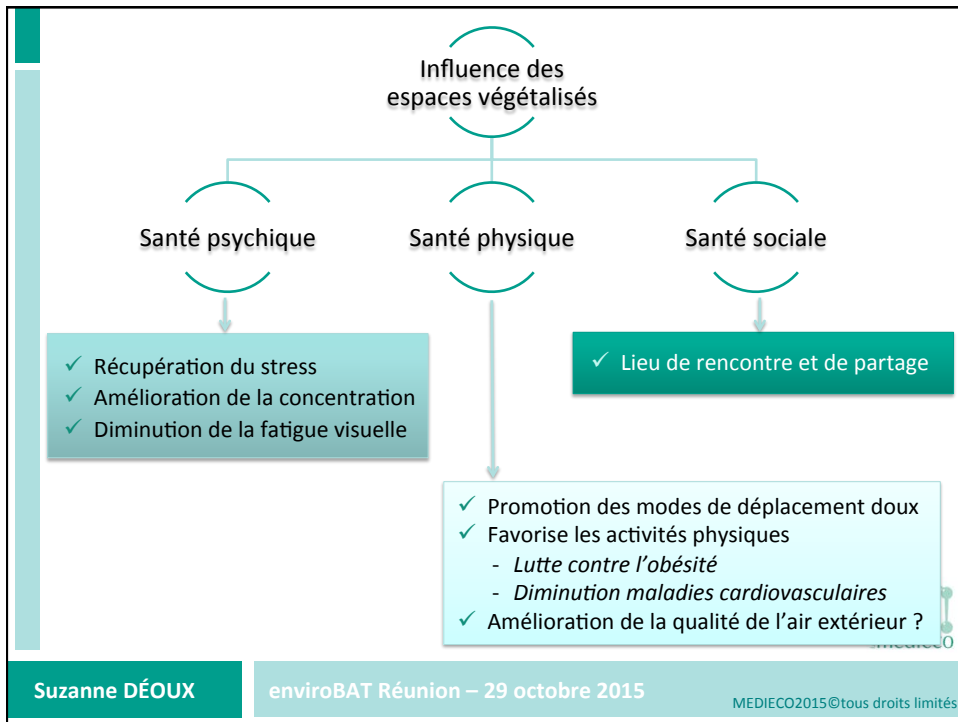 Influence des
espaces végétalisés
Santé psychique
Santé physique
Santé sociale
✓ Récupération du stress
✓ Amélioration de la concentration
✓ Diminution de la fatigue visuelle
✓ Lieu de rencontre et de partage
✓ Promotion des modes de déplacement doux
✓ Favorise les activités physiques
- Lutte contre l’obésité
- Diminution maladies cardiovasculaires
✓ Amélioration de la qualité de l’air extérieur ?
medieco
Suzanne DÉOUX
enviroBAT Réunion – 29 octobre 2015
MEDIECO2015©tous droits limités